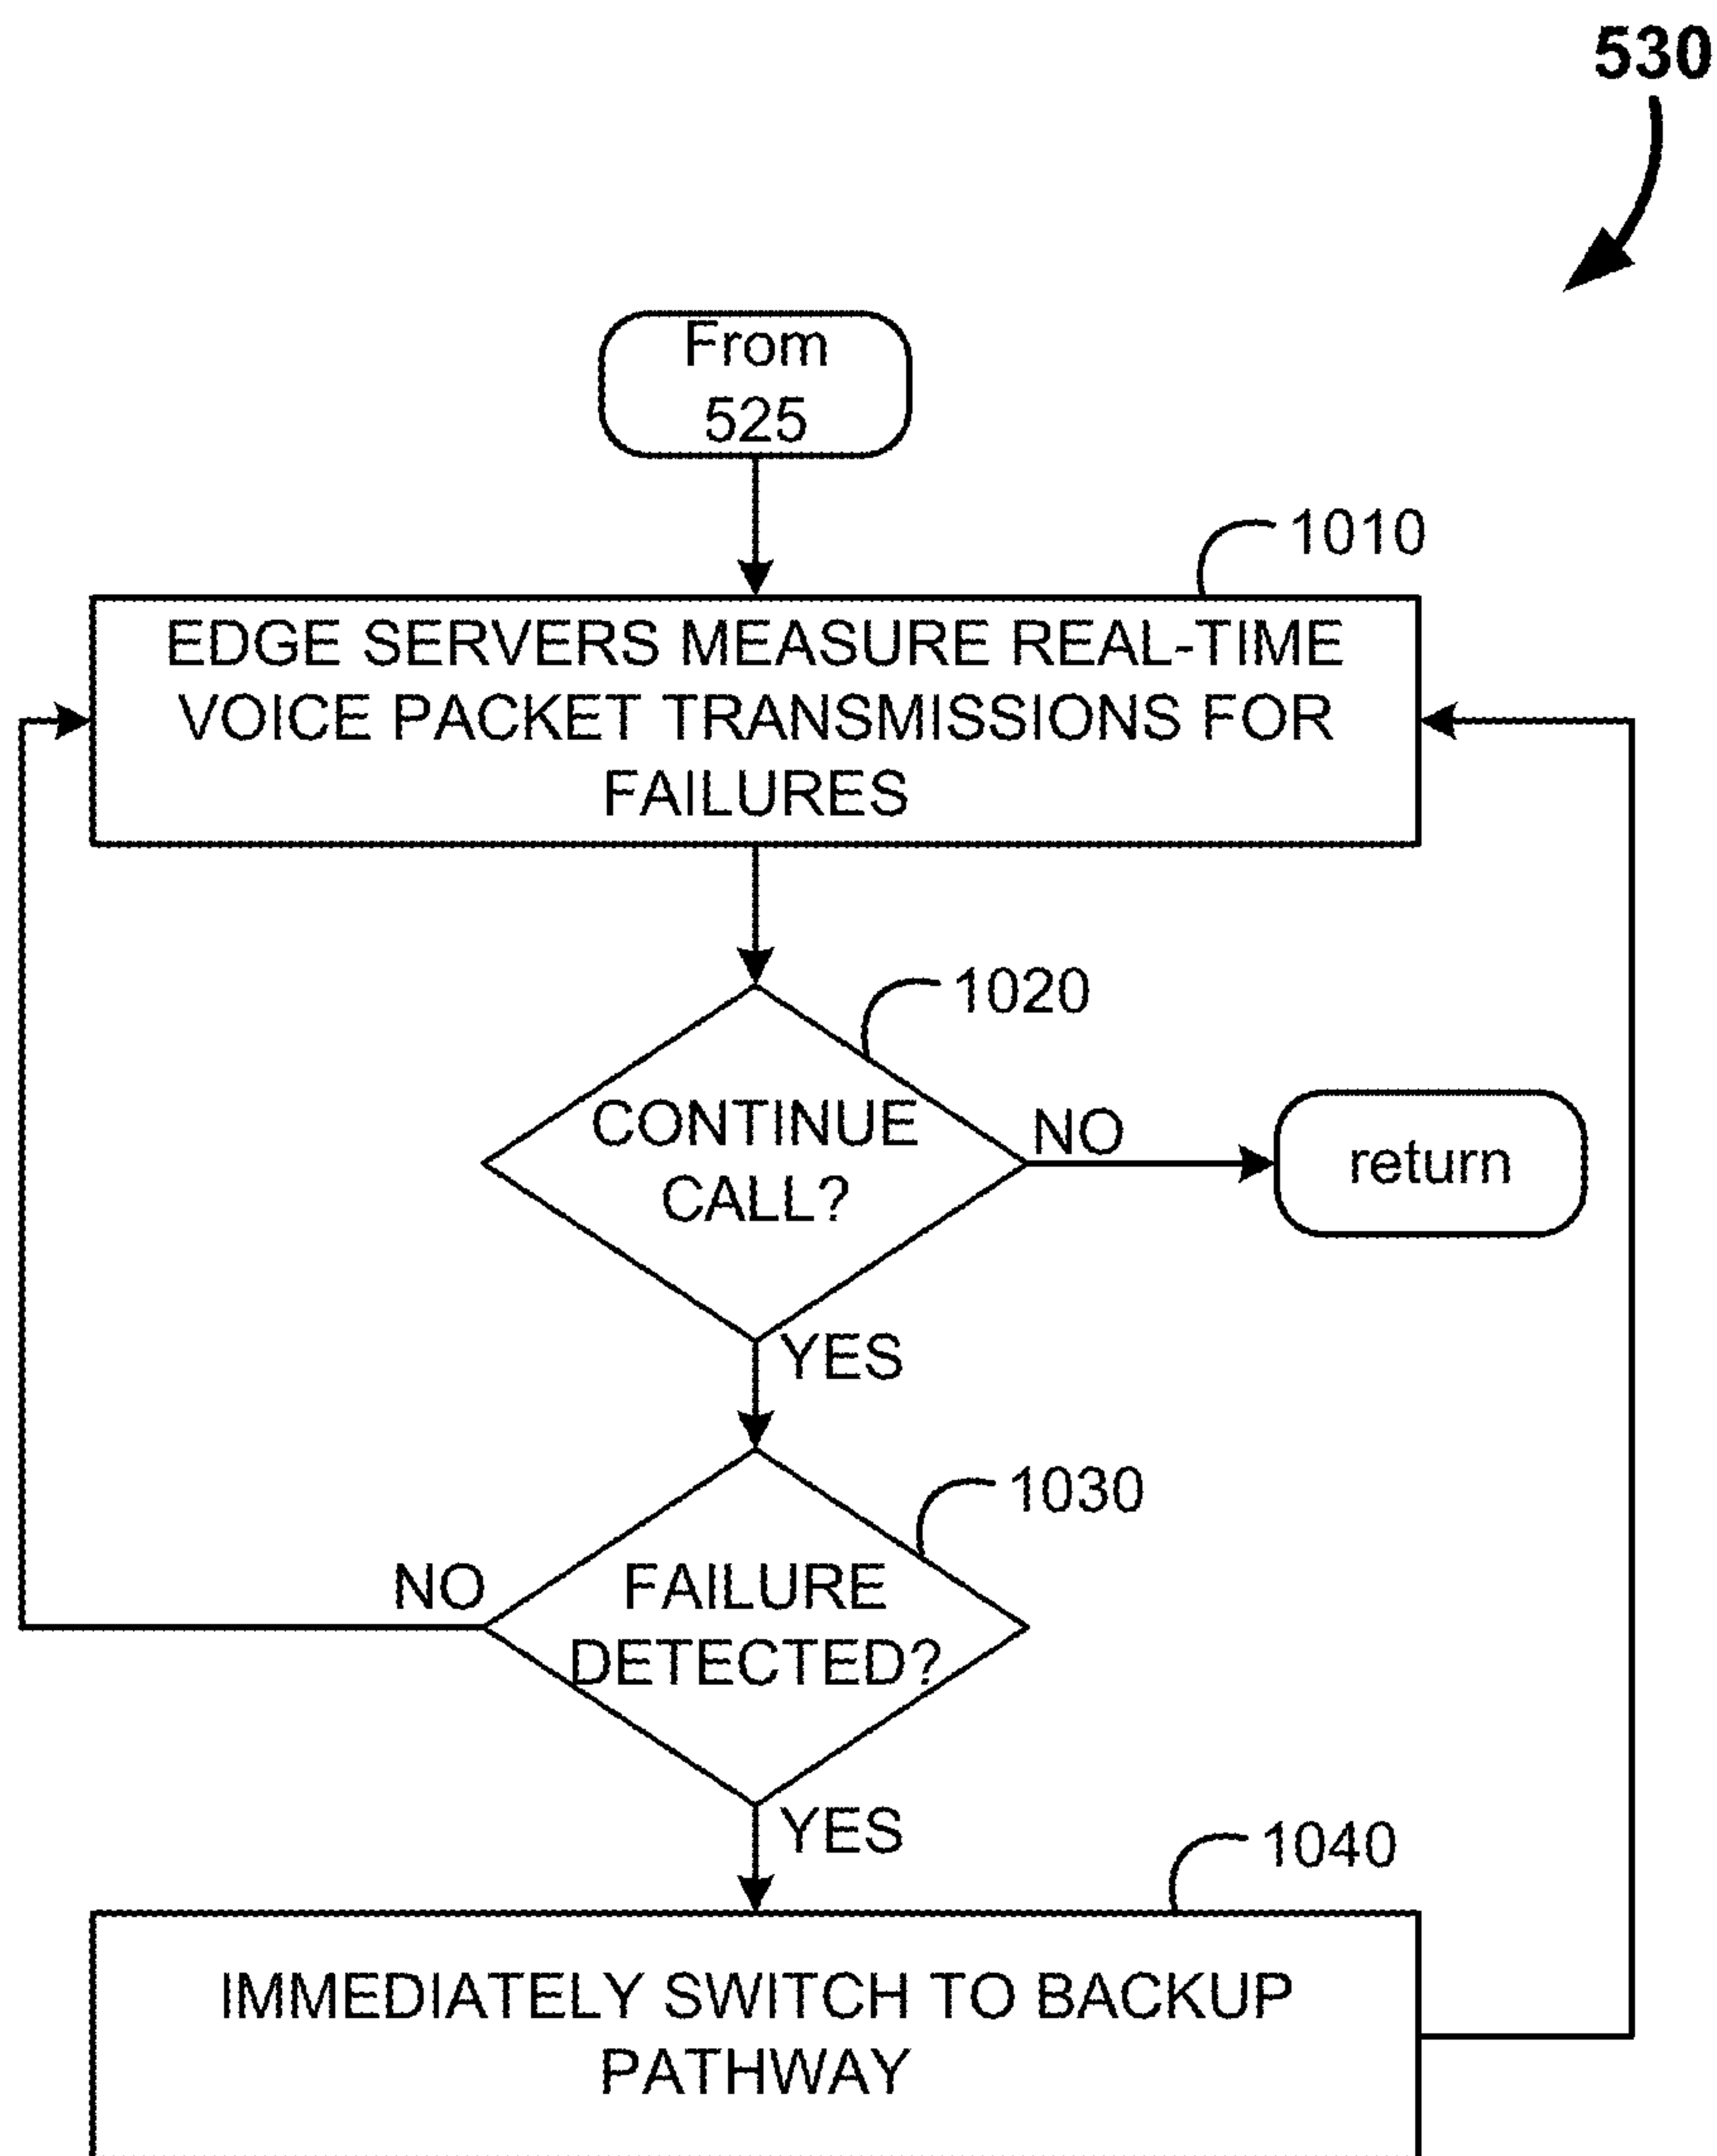 530
From
525
1010
EDGE SERVERS MEASURE REAL-TIME
VOICE PACKET TRANSMISSIONS FOR
FAILURES
1020
CONTINUE
CALL?
NO
return
YES
1030
NO
FAILURE
DETECTED?
YES
1040
IMMEDIATELY SWITCH TO BACKUP
PATHWAY